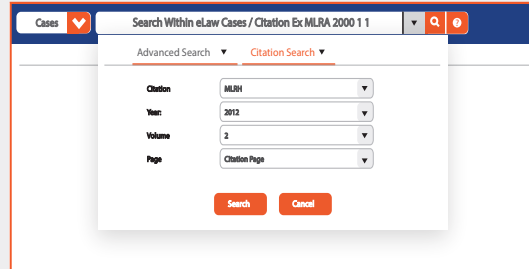 Cases Search Within eLaw Cases / Citation Ex MLRA 2000 1 1
Advanced Search Citation Search
Citation MLRH
Year: 2012
Volume 2
Page Citation Page
Search Cancel